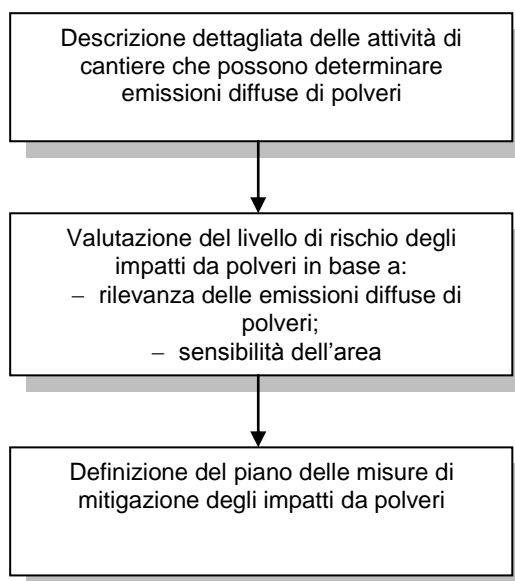 Descrizione dettagliata delle attività di
cantiere che possono determinare
emissioni diffuse di polveri
Valutazione del livello di rischio degli
impatti da polveri in base a:
− rilevanza delle emissioni diffuse di
polveri;
− sensibilità dell'area
Definizione del piano delle misure di
mitigazione degli impatti da polveri